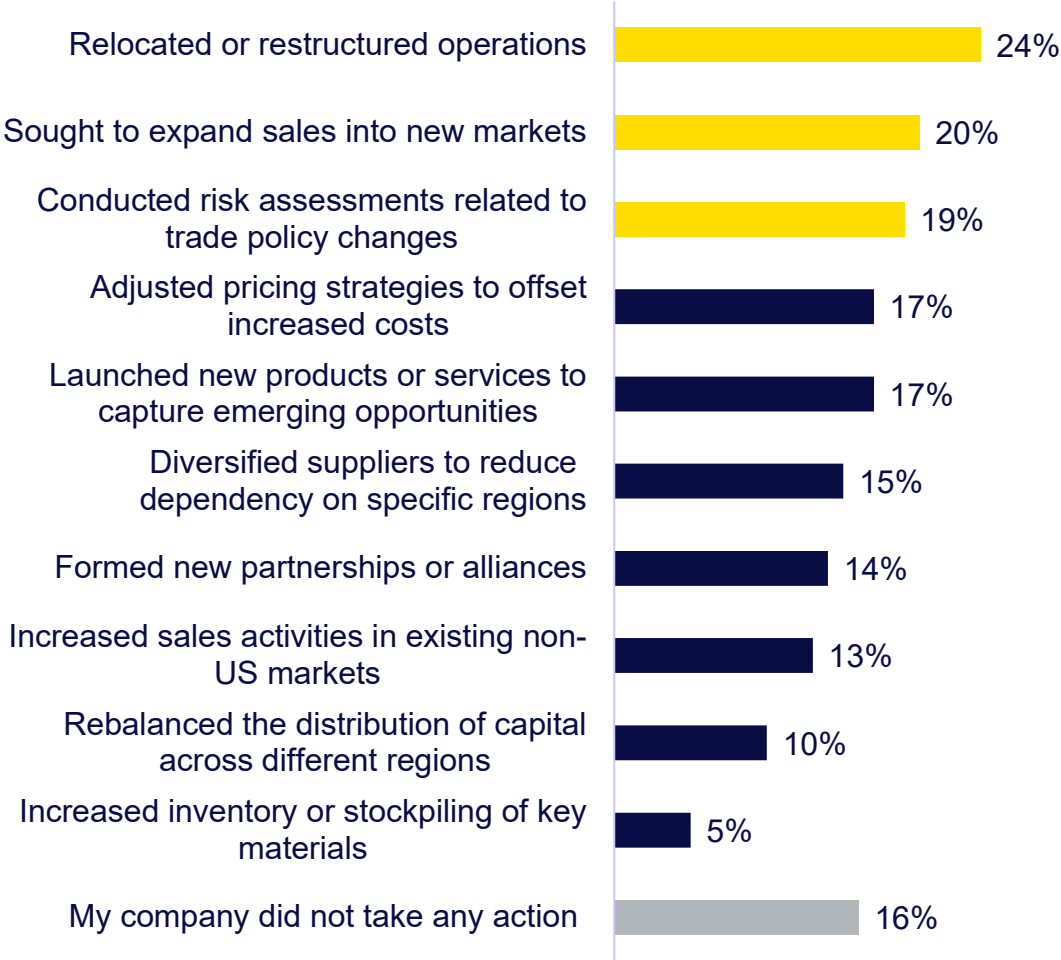 Relocated or restructured operations
24%
Sought to expand sales into new markets
20%
Conducted risk assessments related to
trade policy changes
19%
Adjusted pricing strategies to offset
increased costs
17%
Launched new products or services to
capture emerging opportunities
17%
Diversified suppliers to reduce
dependency on specific regions
15%
Formed new partnerships or alliances
14%
Increased sales activities in existing non-
US markets
13%
Rebalanced the distribution of capital
across different regions
10%
Increased inventory or stockpiling of key
materials
5%
My company did not take any action
16%